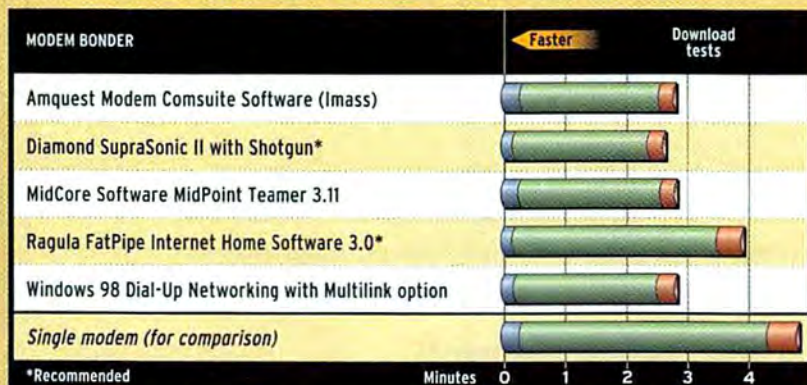 MODEM BONDER
Faster
Download
tests
Amquest Modem Comsuite Software (Imass)
Diamond SupraSonic II with Shotgun*
MidCore Software MidPoint Teamer 3.11
Ragula FatPipe Internet Home Software 3.0*
Windows 98 Dial-Up Networking with Multilink option
Single modem (for comparison)
*Recommended Minutes 0 1 2 3 4